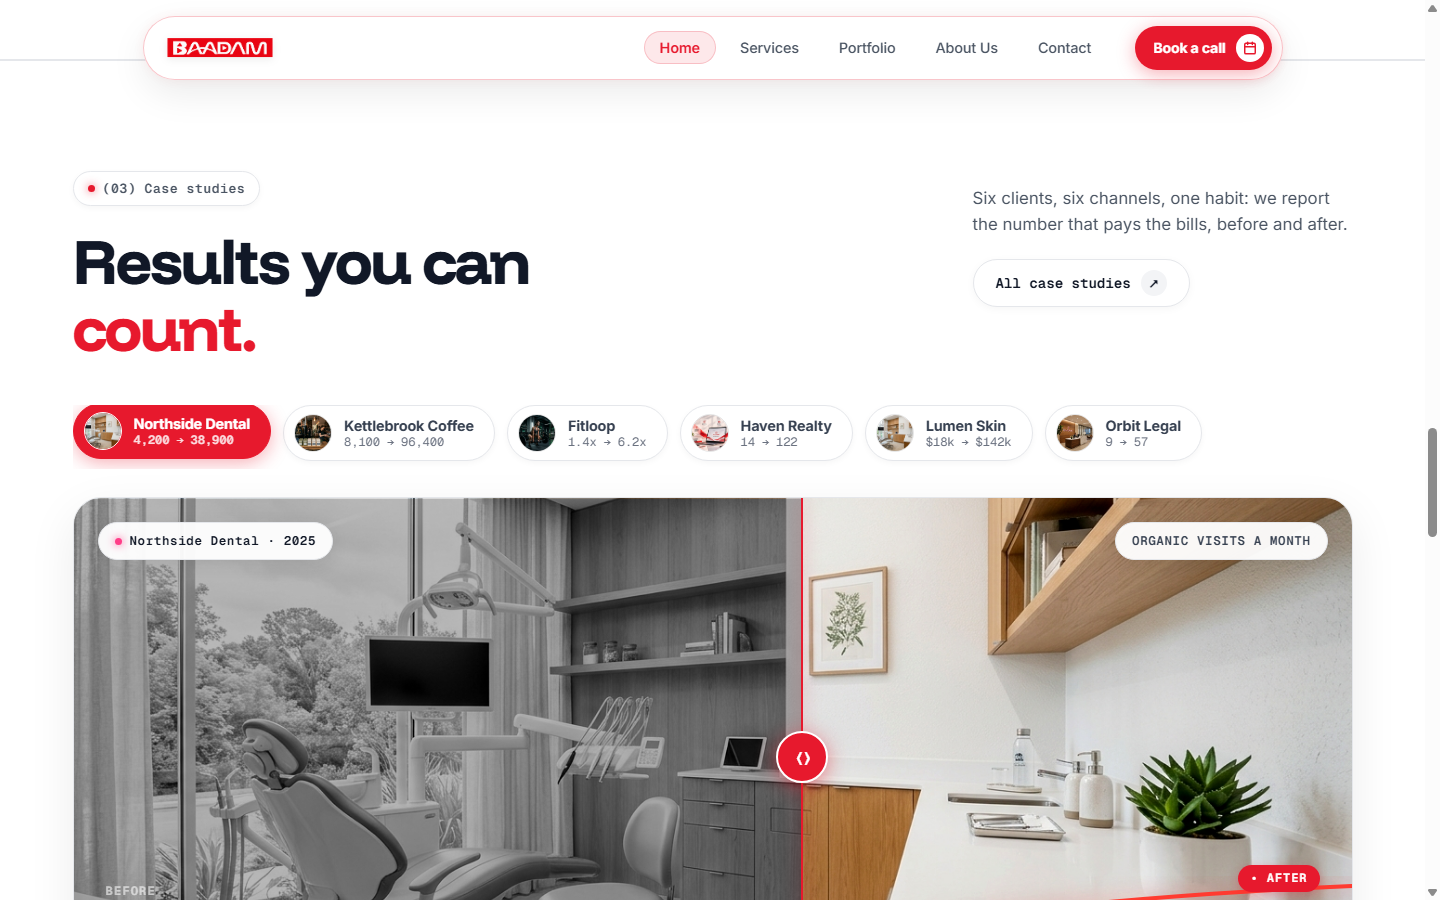 BAADAM
Home
Services
Portfolio
About Us
Contact
Book a call
(03) Case studies
Results you can
count.
Six clients, six channels, one habit: we report
the number that pays the bills, before and after.
All case studies ↗
Northside Dental
4,200 → 38,900
Kettlebrook Coffee
8,100 → 96,400
Fitloop
1.4x → 6.2x
Haven Realty
14 → 122
Lumen Skin
$18k → $142k
Orbit Legal
9 → 57
Northside Dental · 2025
ORGANIC VISITS A MONTH
BEFORE
• AFTER